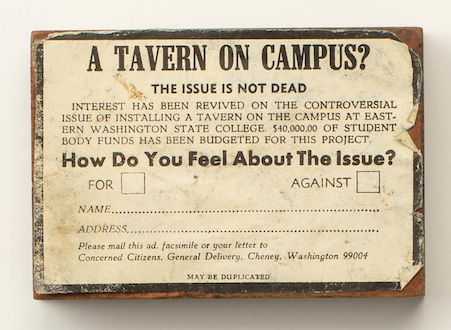 A TAVERN ON CAMPUS?
THE ISSUE IS NOT DEAD
INTEREST HAS BEEN REVIVED ON THE CONTROVERSIAL
ISSUE OF INSTALLING A TAVERN ON THE CAMPUS AT EAST-
ERN WASHINGTON STATE COLLEGE. $40,000.00 OF STUDENT
BODY FUNDS HAS BEEN BUDGETED FOR THIS PROJECT.
How Do You Feel About The Issue?
FOR AGAINST
NAME
ADDRESS
Please mail this ad, facsimile or your letter to
Concerned Citizens, General Delivery, Cheney, Washington 99004
MAY BE DUPLICATED